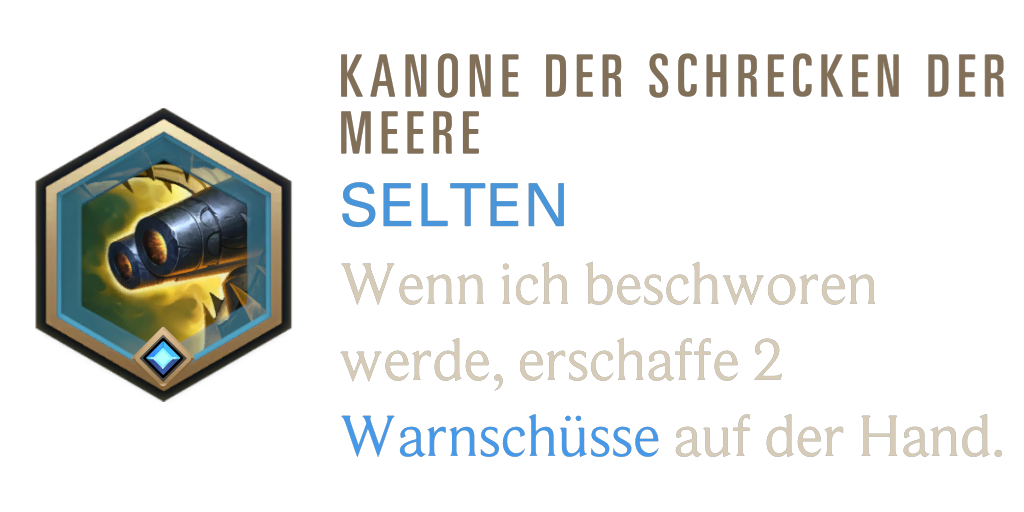 KANONE DER SCHRECKEN DER
MEERE
SELTEN
Wenn ich beschworen
werde, erschaffe 2
Warnschüsse auf der Hand.